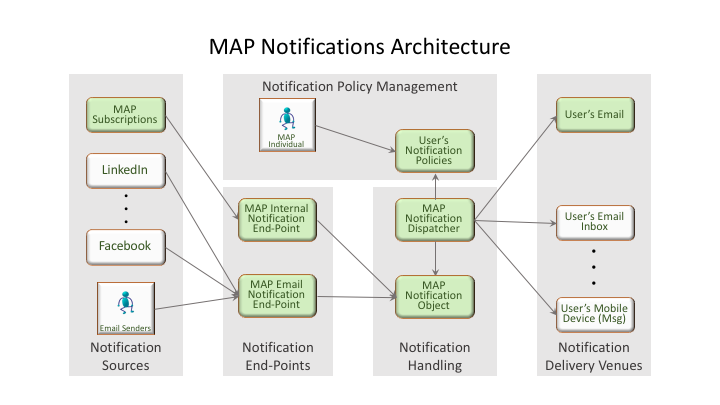 MAP Notifications Architecture
Notification Policy Management
MAP
Subscriptions
LinkedIn
Facebook
Email Senders
Notification
Sources
MAP
Individual
User's
Notification
Policies
MAP Internal
Notification
End-Point
MAP Email
Notification
End-Point
Notification
End-Points
MAP
Notification
Dispatcher
MAP
Notification
Object
Notification
Handling
User's Email
User's Email
Inbox
User's Mobile
Device (Msg)
Notification
Delivery Venues